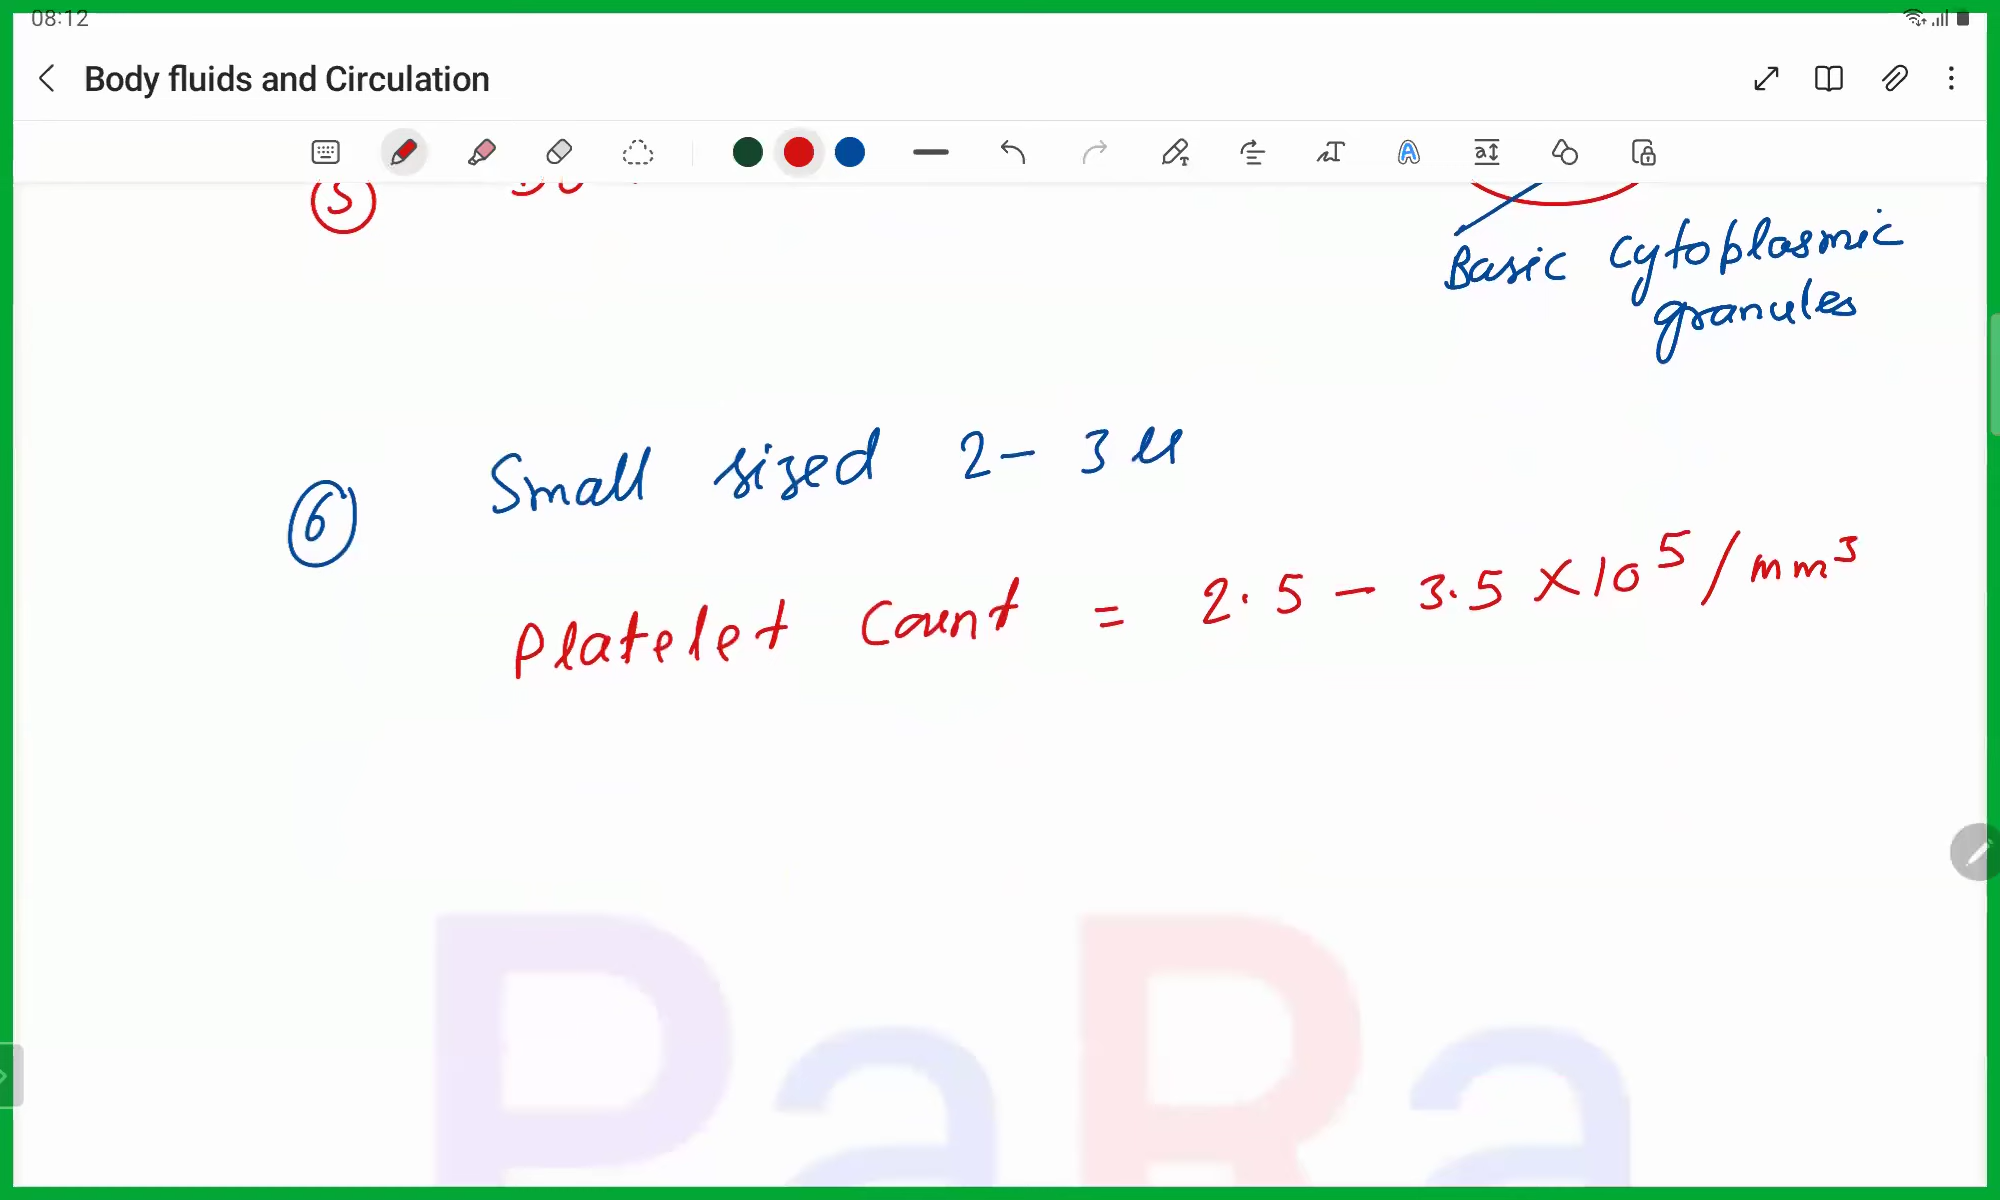 08:12
Body fluids and Circulation
5
Basic cytoplasmic
granules
6 Small sized 2 - 3 μ
Platelet Count = 2.5 - 3.5 × 10⁵ / mm³
PaRa